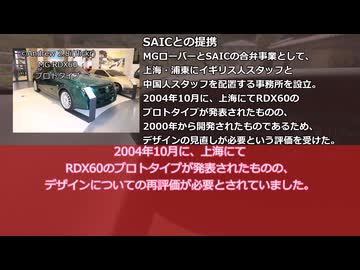 ©Andrew 2.8i(flickr)
MG RDX60
プロトタイプ
SAICとの提携
MGローバーとSAICの合弁事業として、
上海・浦東にイギリス人スタッフと
中国人スタッフを配置する事務所を設立。
2004年10月に、上海にてRDX60の
プロトタイプが発表されたものの、
2000年から開発されたものであるため、
デザインの見直しが必要という評価を受けた。
2004年10月に、上海にて
RDX60のプロトタイプが発表されたものの、
デザインについての再評価が必要とされていました。